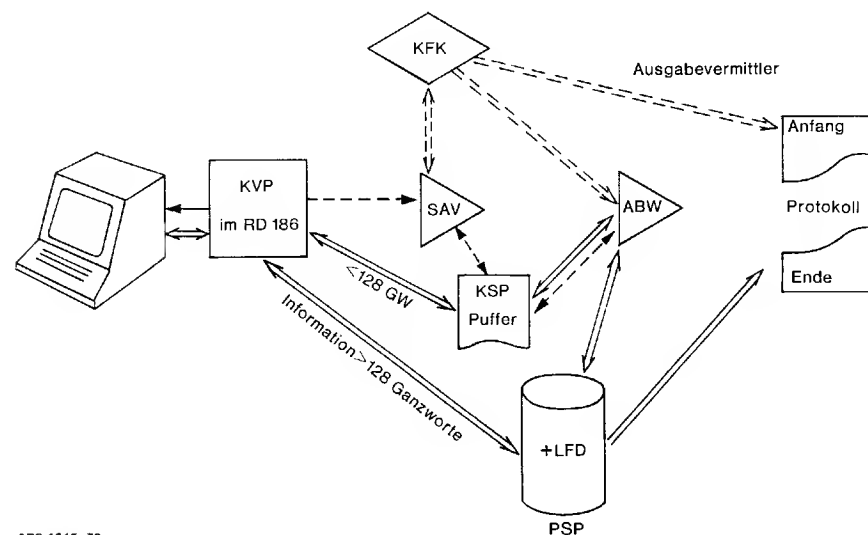 KFK
Ausgabevermittler
Anfang
KVP
im RD 186
SAV
ABW
Protokoll
<128 GW
KSP
Puffer
Ende
Information>128 Ganzworte
+LFD
PSP